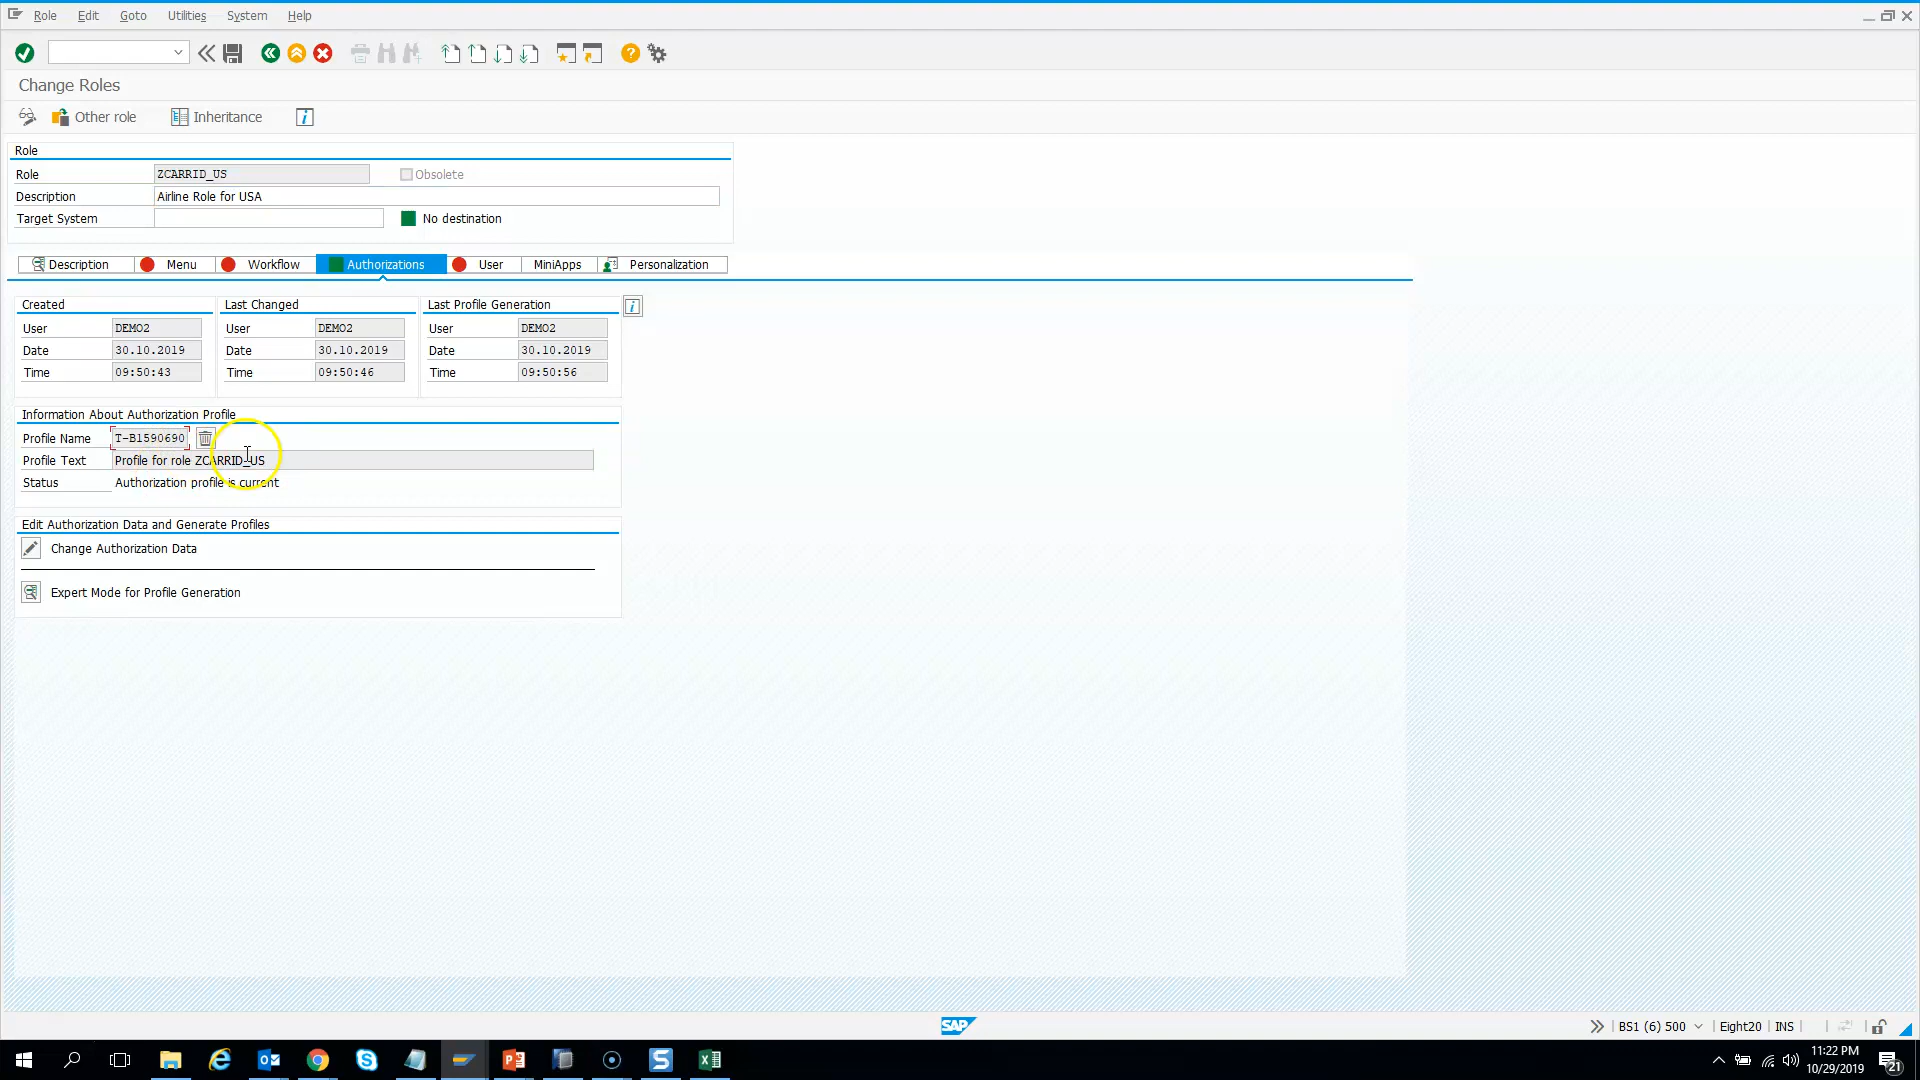 Role Edit Goto Utilities System Help
Change Roles
Other role Inheritance
Role
Role ZCARRID_US Obsolete
Description Airline Role for USA
Target System No destination
Description Menu Workflow Authorizations User MiniApps Personalization
Created Last Changed Last Profile Generation
User DEMO2 User DEMO2 User DEMO2
Date 30.10.2019 Date 30.10.2019 Date 30.10.2019
Time 09:50:43 Time 09:50:46 Time 09:50:56
Information About Authorization Profile
Profile Name T-B1590690
Profile Text Profile for role ZCARRID_US
Status Authorization profile is current
Edit Authorization Data and Generate Profiles
Change Authorization Data
Expert Mode for Profile Generation
SAP
BS1 (6) 500 Eight20 INS
11:22 PM
10/29/2019
21